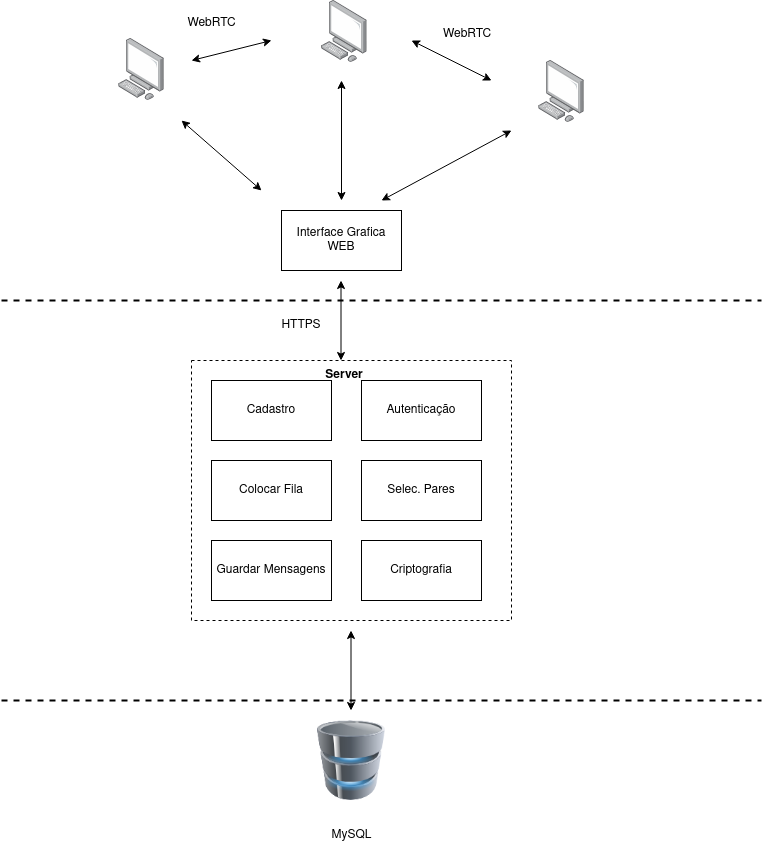 WebRTC
WebRTC
Interface Grafica
WEB
HTTPS
Server
Cadastro
Autenticação
Colocar Fila
Selec. Pares
Guardar Mensagens
Criptografia
MySQL